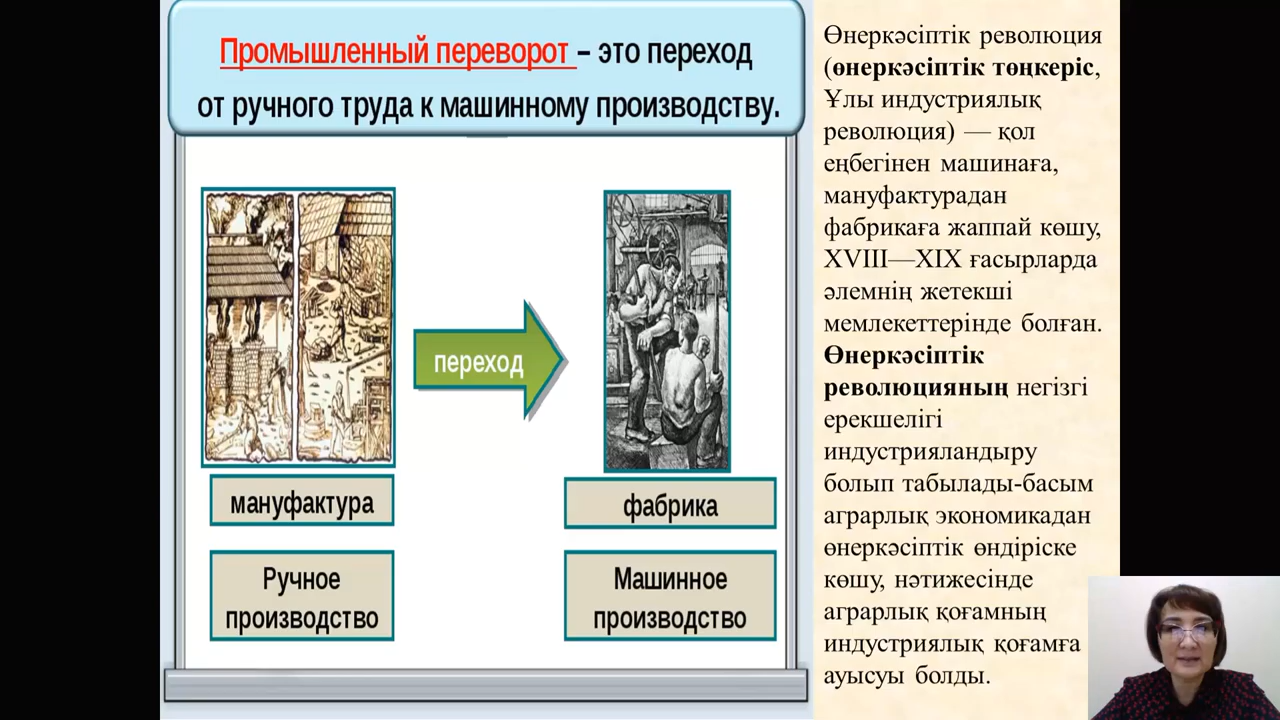 Промышленный переворот – это переход
от ручного труда к машинному производству.
переход
мануфактура
фабрика
Ручное
производство
Машинное
производство
Өнеркәсіптік революция
(өнеркәсіптік төңкеріс,
Ұлы индустриялық
революция) — қол
еңбегінен машинаға,
мануфактурадан
фабрикаға жаппай көшу,
XVIII—XIX ғасырларда
әлемнің жетекші
мемлекеттерінде болған.
Өнеркәсіптік
революцияның негізгі
ерекшелігі
индустрияландыру
болып табылады-басым
аграрлық экономикадан
өнеркәсіптік өндіріске
көшу, нәтижесінде
аграрлық қоғамның
индустриялық қоғамға
ауысуы болды.